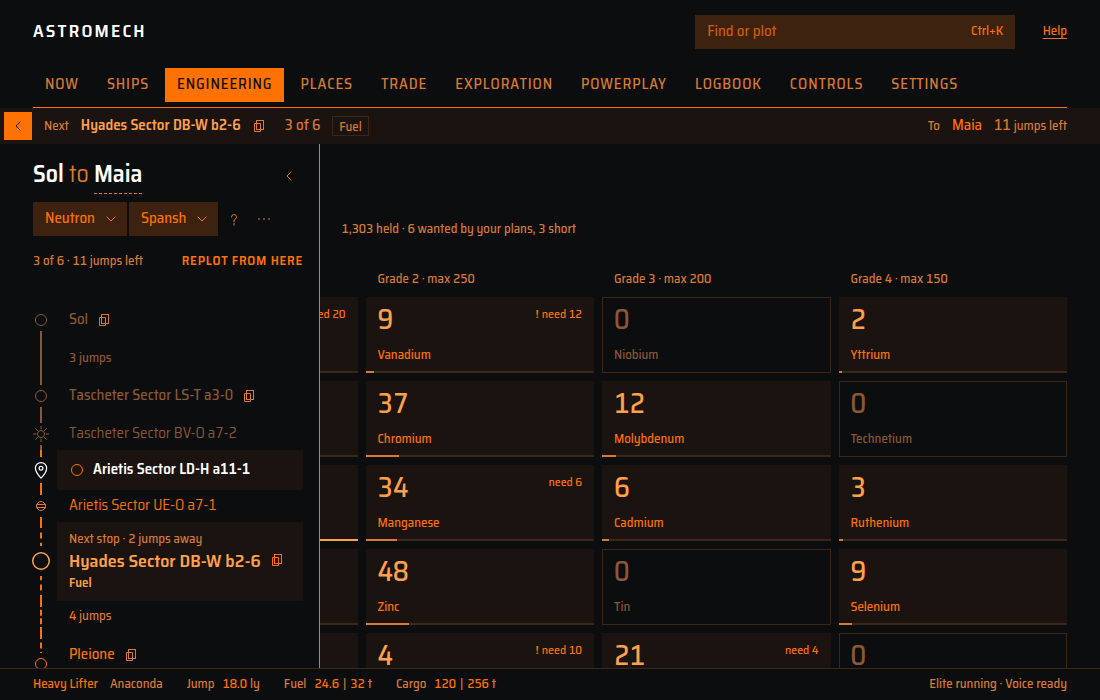 ASTROMECH
Find or plot
Ctrl+K
Help
NOW SHIPS ENGINEERING PLACES TRADE EXPLORATION POWERPLAY LOGBOOK CONTROLS SETTINGS
Next Hyades Sector DB-W b2-6 3 of 6 Fuel
To Maia 11 jumps left
Sol to Maia
Neutron Spansh ? ...
3 of 6 · 11 jumps left REPLOT FROM HERE
Sol
3 jumps
Tascheter Sector LS-T a3-0
Tascheter Sector BV-O a7-2
Arietis Sector LD-H a11-1
Arietis Sector UE-O a7-1
Next stop · 2 jumps away
Hyades Sector DB-W b2-6
Fuel
4 jumps
Pleione
1,303 held · 6 wanted by your plans, 3 short
Grade 2 · max 250 Grade 3 · max 200 Grade 4 · max 150
ed 20
9 ! need 12
Vanadium
0
Niobium
2
Yttrium
37
Chromium
12
Molybdenum
0
Technetium
34 need 6
Manganese
6
Cadmium
3
Ruthenium
48
Zinc
0
Tin
9
Selenium
4 ! need 10
21 need 4
0
Heavy Lifter Anaconda Jump 18.0 ly Fuel 24.6 | 32 t Cargo 120 | 256 t
Elite running · Voice ready